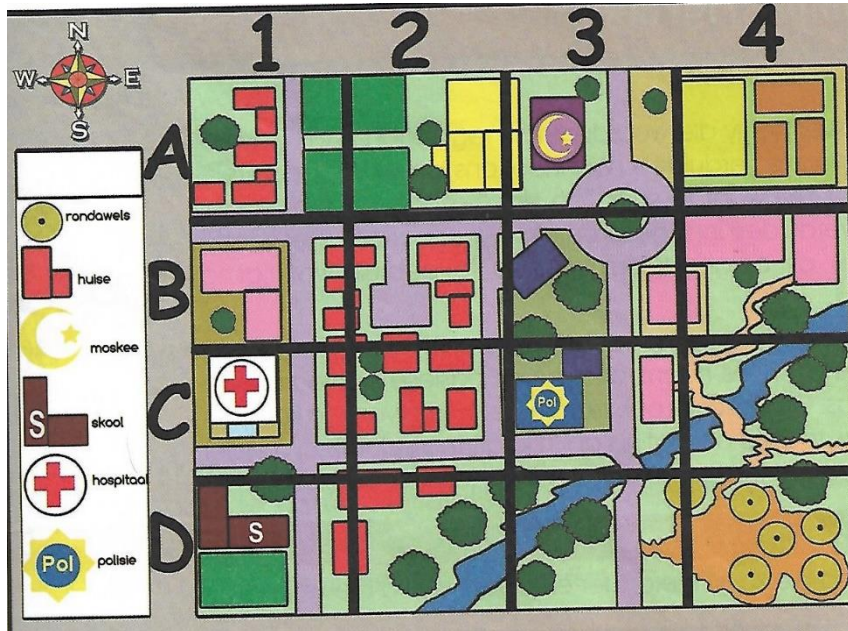 N
W E
S
1 2 3 4
A
B
C
D
rondawels
huise
moskee
S
skool
hospitaal
Pol
polisie
Pol
S